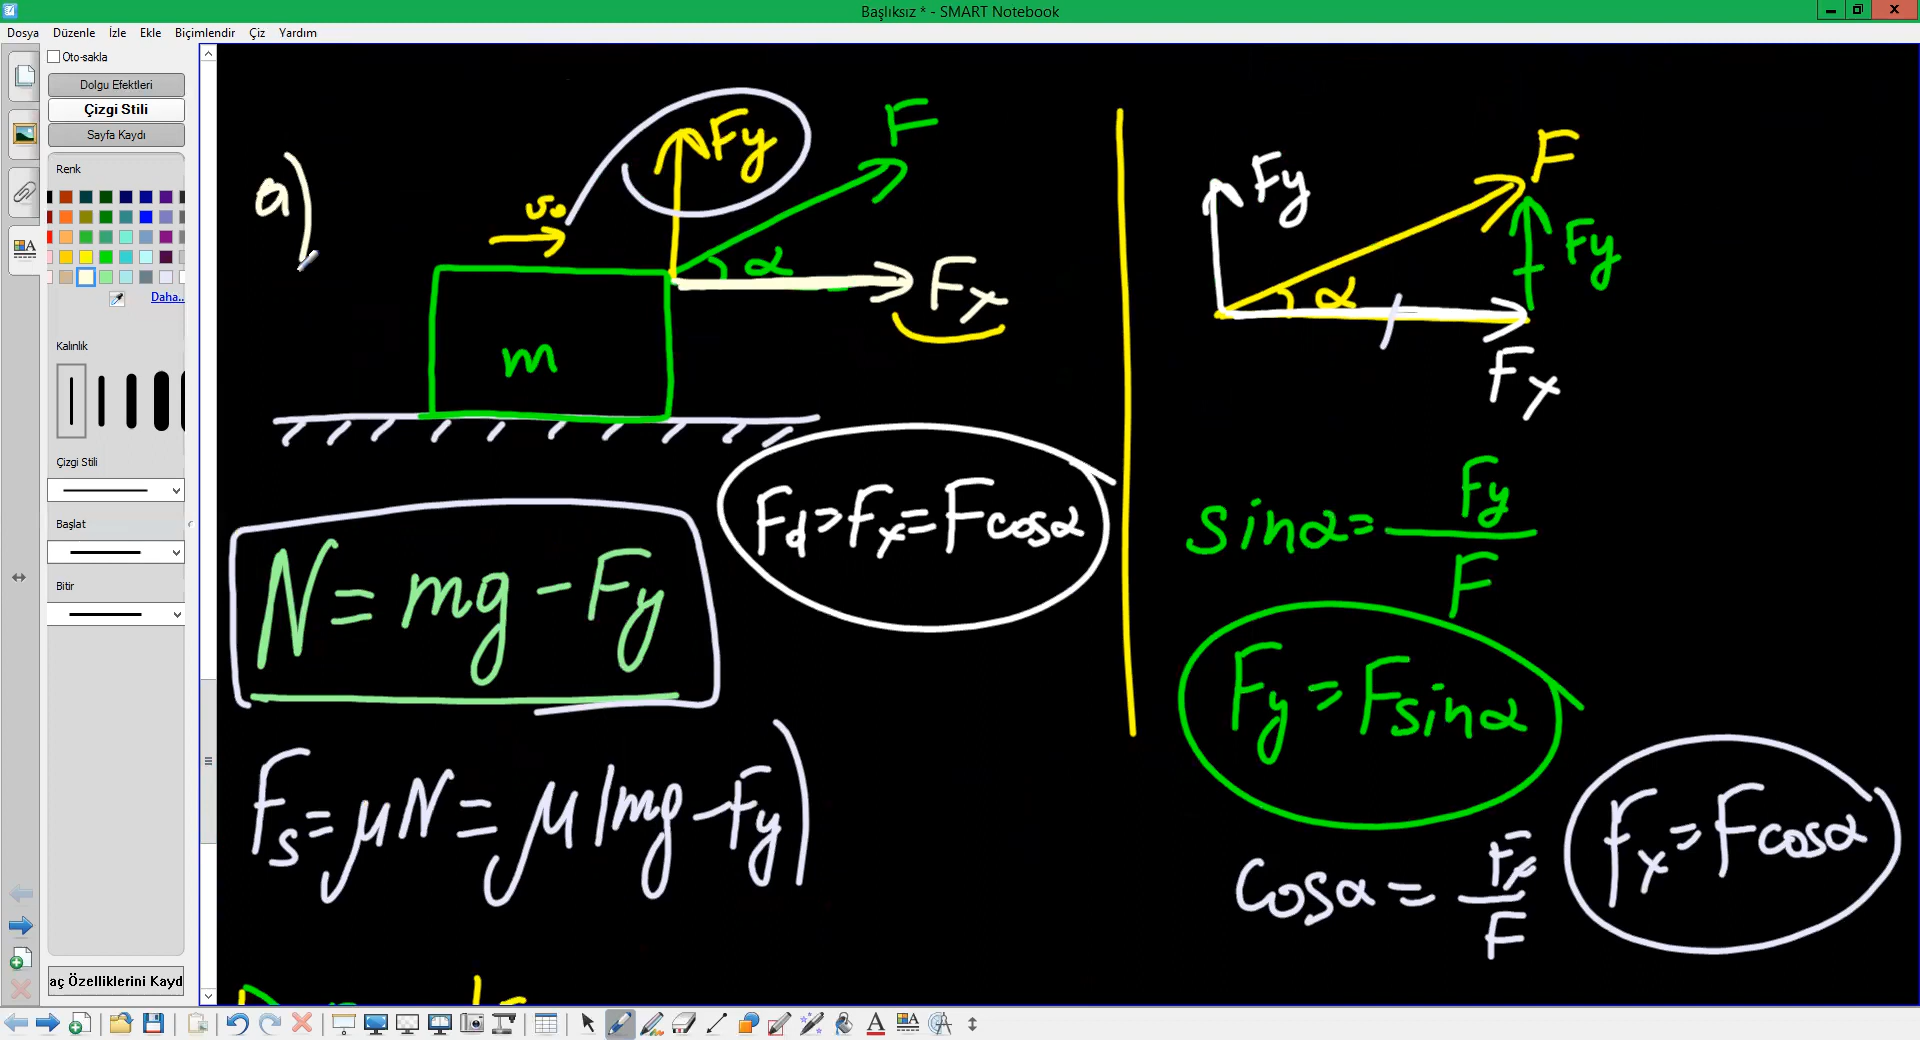 Başlıksız * - SMART Notebook
Dosya Düzenle İzle Ekle Biçimlendir Çiz Yardım
Oto-sakla
Dolgu Efektleri
Çizgi Stili
Sayfa Kaydı
Renk
Daha..
Kalınlık
Çizgi Stili
Başlat
Bitir
aç Özelliklerini Kayd
a)
Fy
F
υ₀
α
Fx
m
Fd => Fx = Fcosα
N = mg - Fy
Fs = μN = μ(mg - Fy)
Fy
F
Fy
α
Fx
sinα = Fy / F
Fy = Fsinα
cosα = Fx / F
Fx = Fcosα